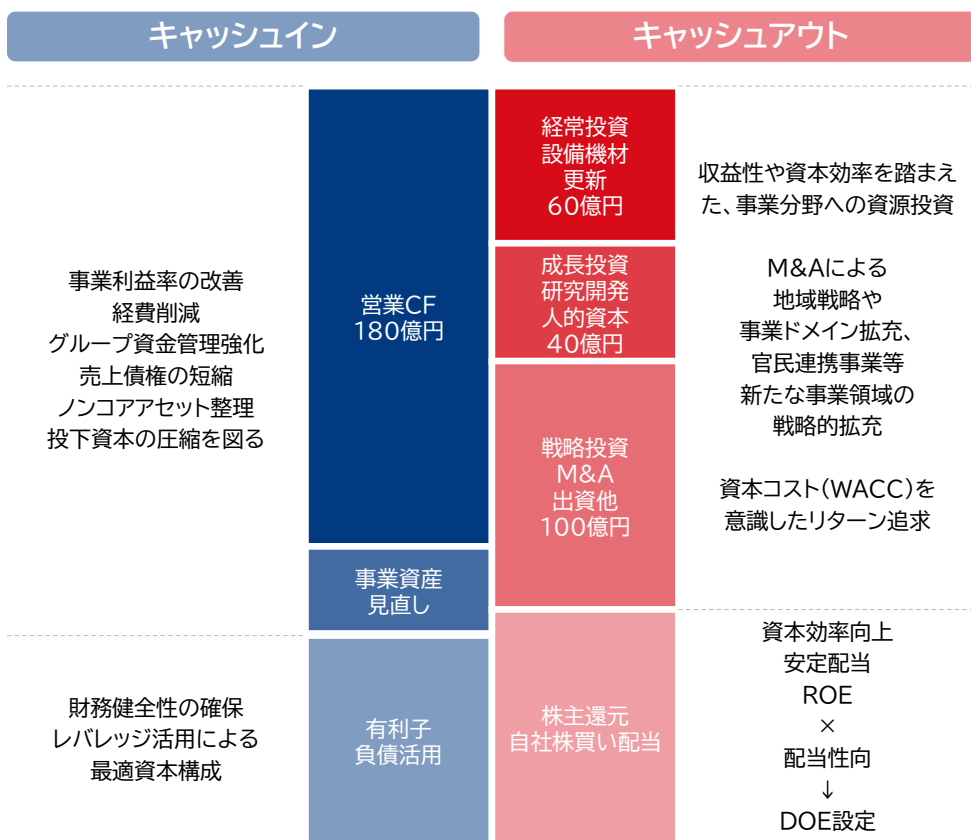 キャッシュイン
キャッシュアウト
事業利益率の改善
経費削減
グループ資金管理強化
売上債権の短縮
ノンコアアセット整理
投下資本の圧縮を図る
営業CF
180億円
経常投資
設備機材
更新
60億円
成長投資
研究開発
人的資本
40億円
戦略投資
M&A
出資他
100億円
収益性や資本効率を踏まえ
た、事業分野への資源投資
M&Aによる
地域戦略や
事業ドメイン拡充、
官民連携事業等
新たな事業領域の
戦略的拡充
資本コスト(WACC)を
意識したリターン追求
事業資産
見直し
財務健全性の確保
レバレッジ活用による
最適資本構成
有利子
負債活用
株主還元
自社株買い配当
資本効率向上
安定配当
ROE
×
配当性向
↓
DOE設定